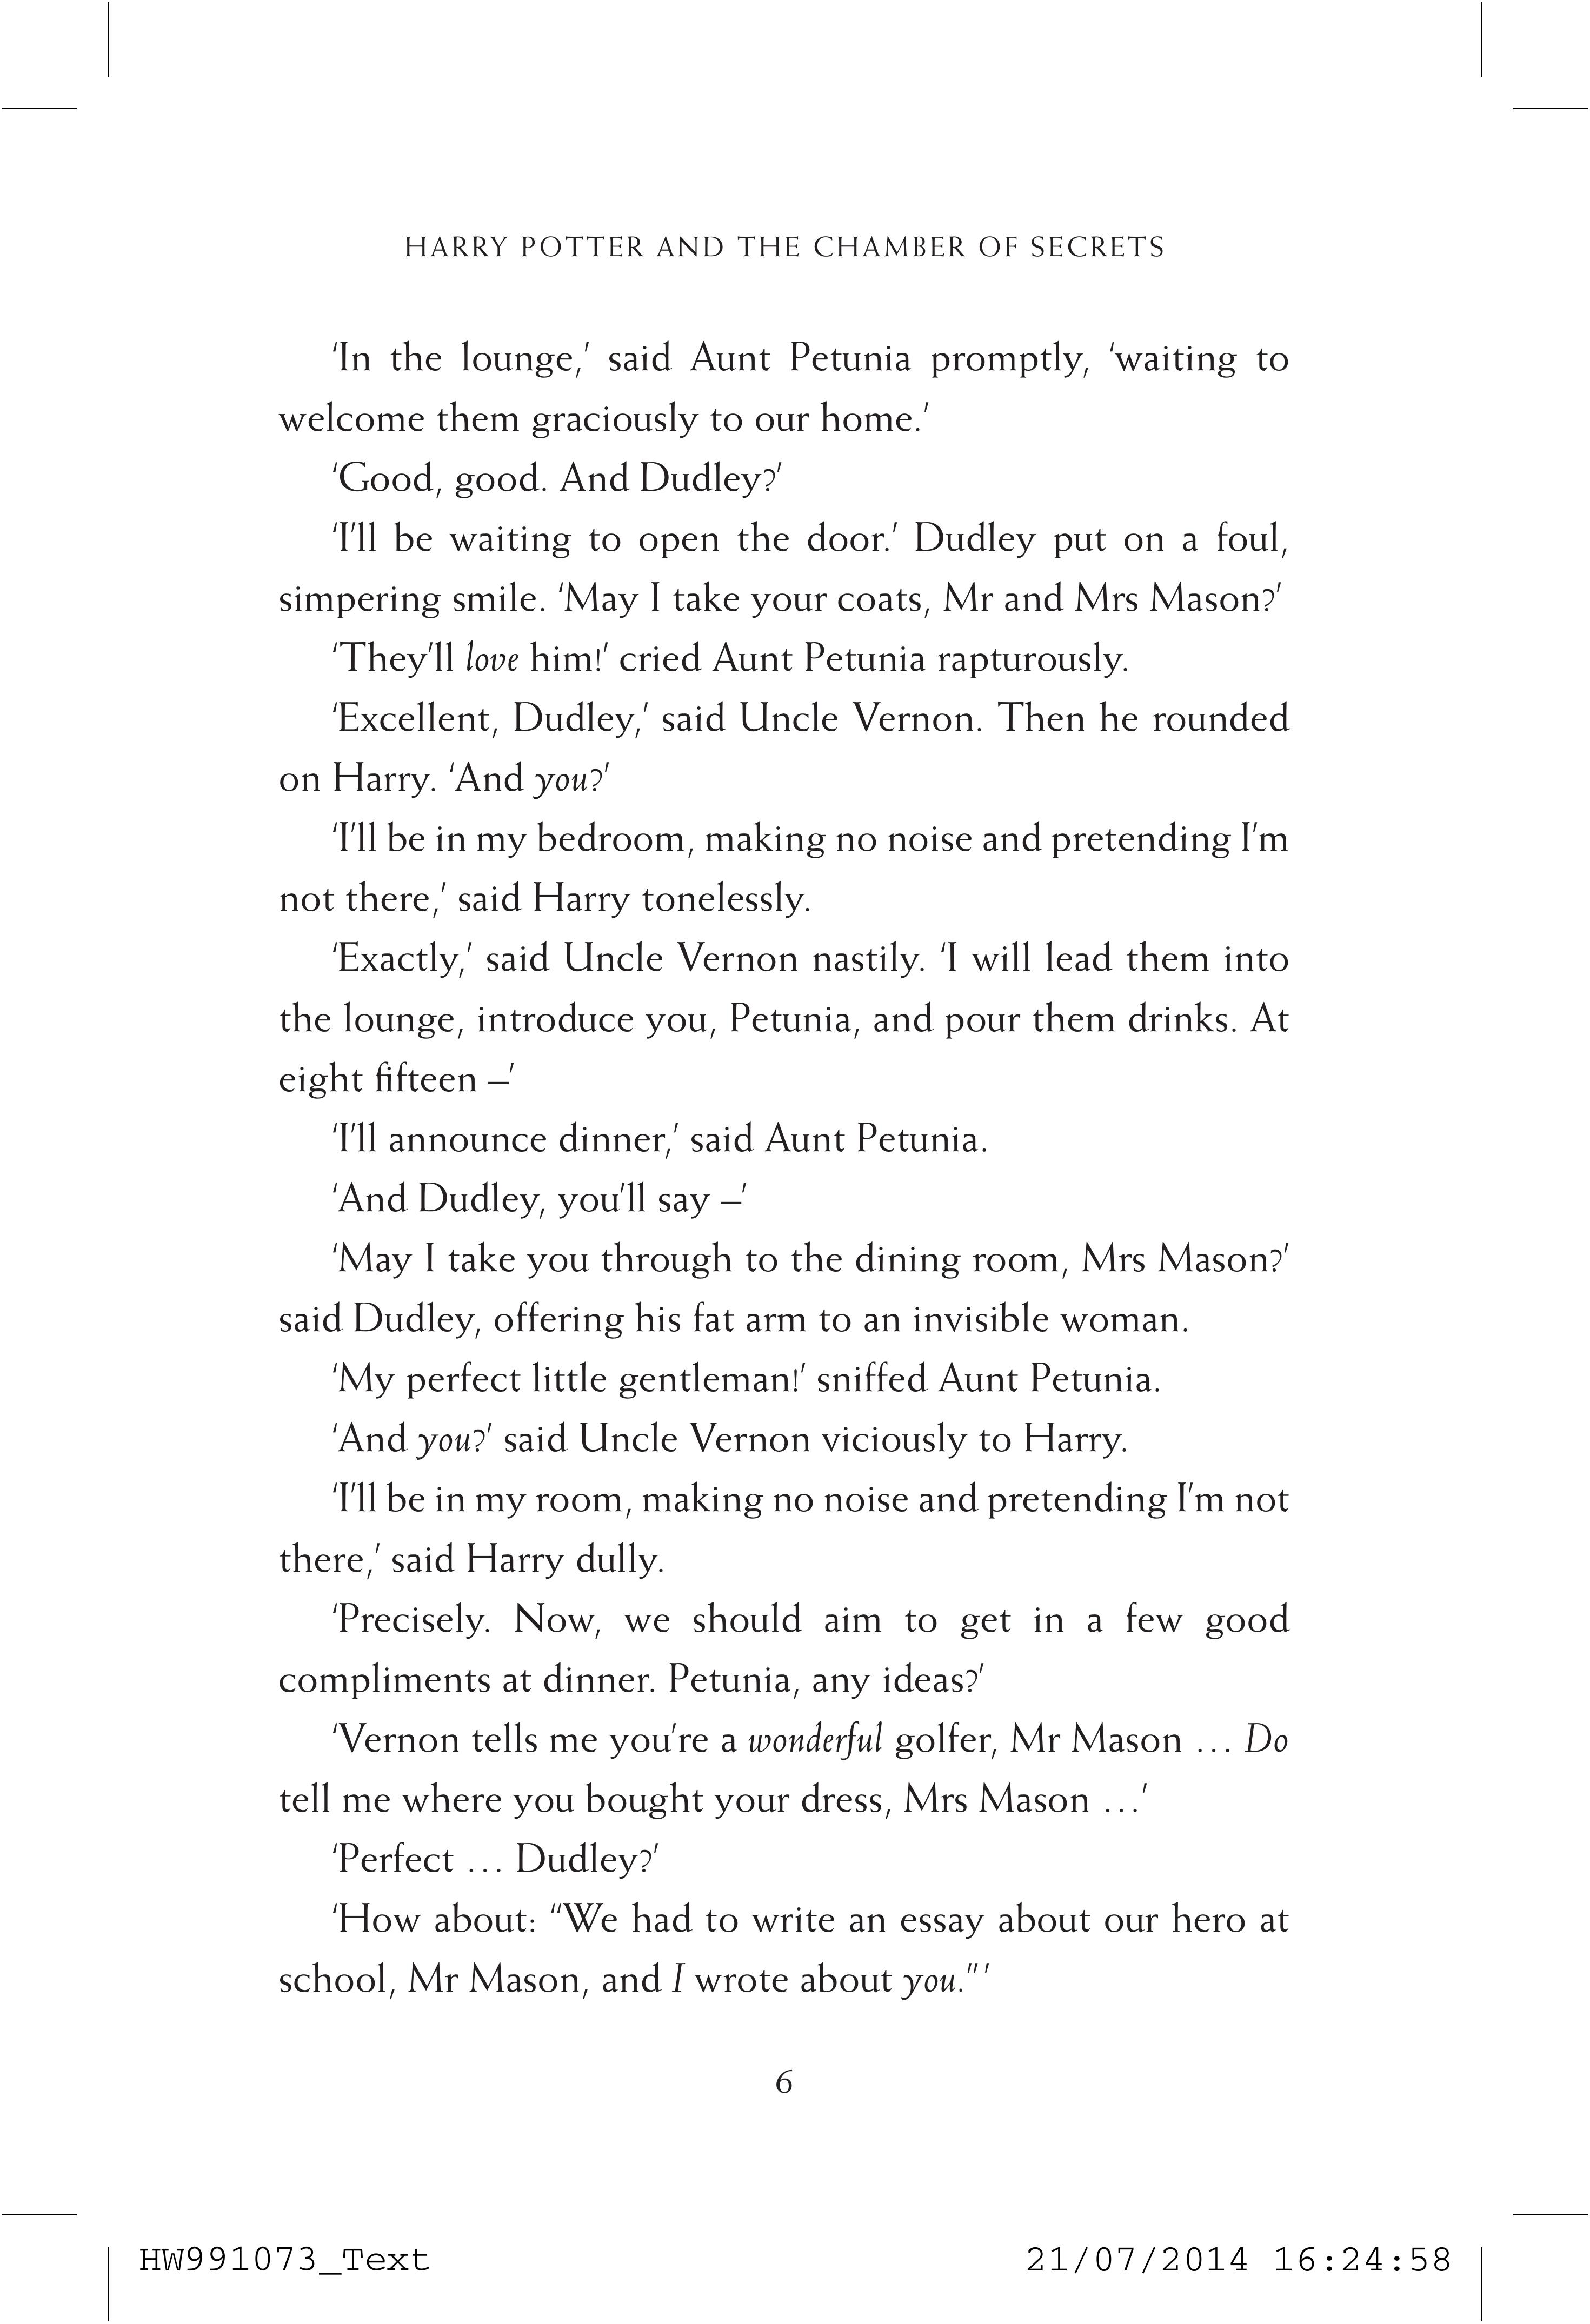 HARRY POTTER AND THE CHAMBER OF SECRETS
‘In the lounge,’ said Aunt Petunia promptly, ‘waiting to
welcome them graciously to our home.’
‘Good, good. And Dudley?’
‘I’ll be waiting to open the door.’ Dudley put on a foul,
simpering smile. ‘May I take your coats, Mr and Mrs Mason?’
‘They’ll love him!’ cried Aunt Petunia rapturously.
‘Excellent, Dudley,’ said Uncle Vernon. Then he rounded
on Harry. ‘And you?’
‘I’ll be in my bedroom, making no noise and pretending I’m
not there,’ said Harry tonelessly.
‘Exactly,’ said Uncle Vernon nastily. ‘I will lead them into
the lounge, introduce you, Petunia, and pour them drinks. At
eight fifteen –’
‘I’ll announce dinner,’ said Aunt Petunia.
‘And Dudley, you’ll say –’
‘May I take you through to the dining room, Mrs Mason?’
said Dudley, offering his fat arm to an invisible woman.
‘My perfect little gentleman!’ sniffed Aunt Petunia.
‘And you?’ said Uncle Vernon viciously to Harry.
‘I’ll be in my room, making no noise and pretending I’m not
there,’ said Harry dully.
‘Precisely. Now, we should aim to get in a few good
compliments at dinner. Petunia, any ideas?’
‘Vernon tells me you’re a wonderful golfer, Mr Mason … Do
tell me where you bought your dress, Mrs Mason …’
‘Perfect … Dudley?’
‘How about: “We had to write an essay about our hero at
school, Mr Mason, and I wrote about you.” ’
6
HW991073_Text 21/07/2014 16:24:58